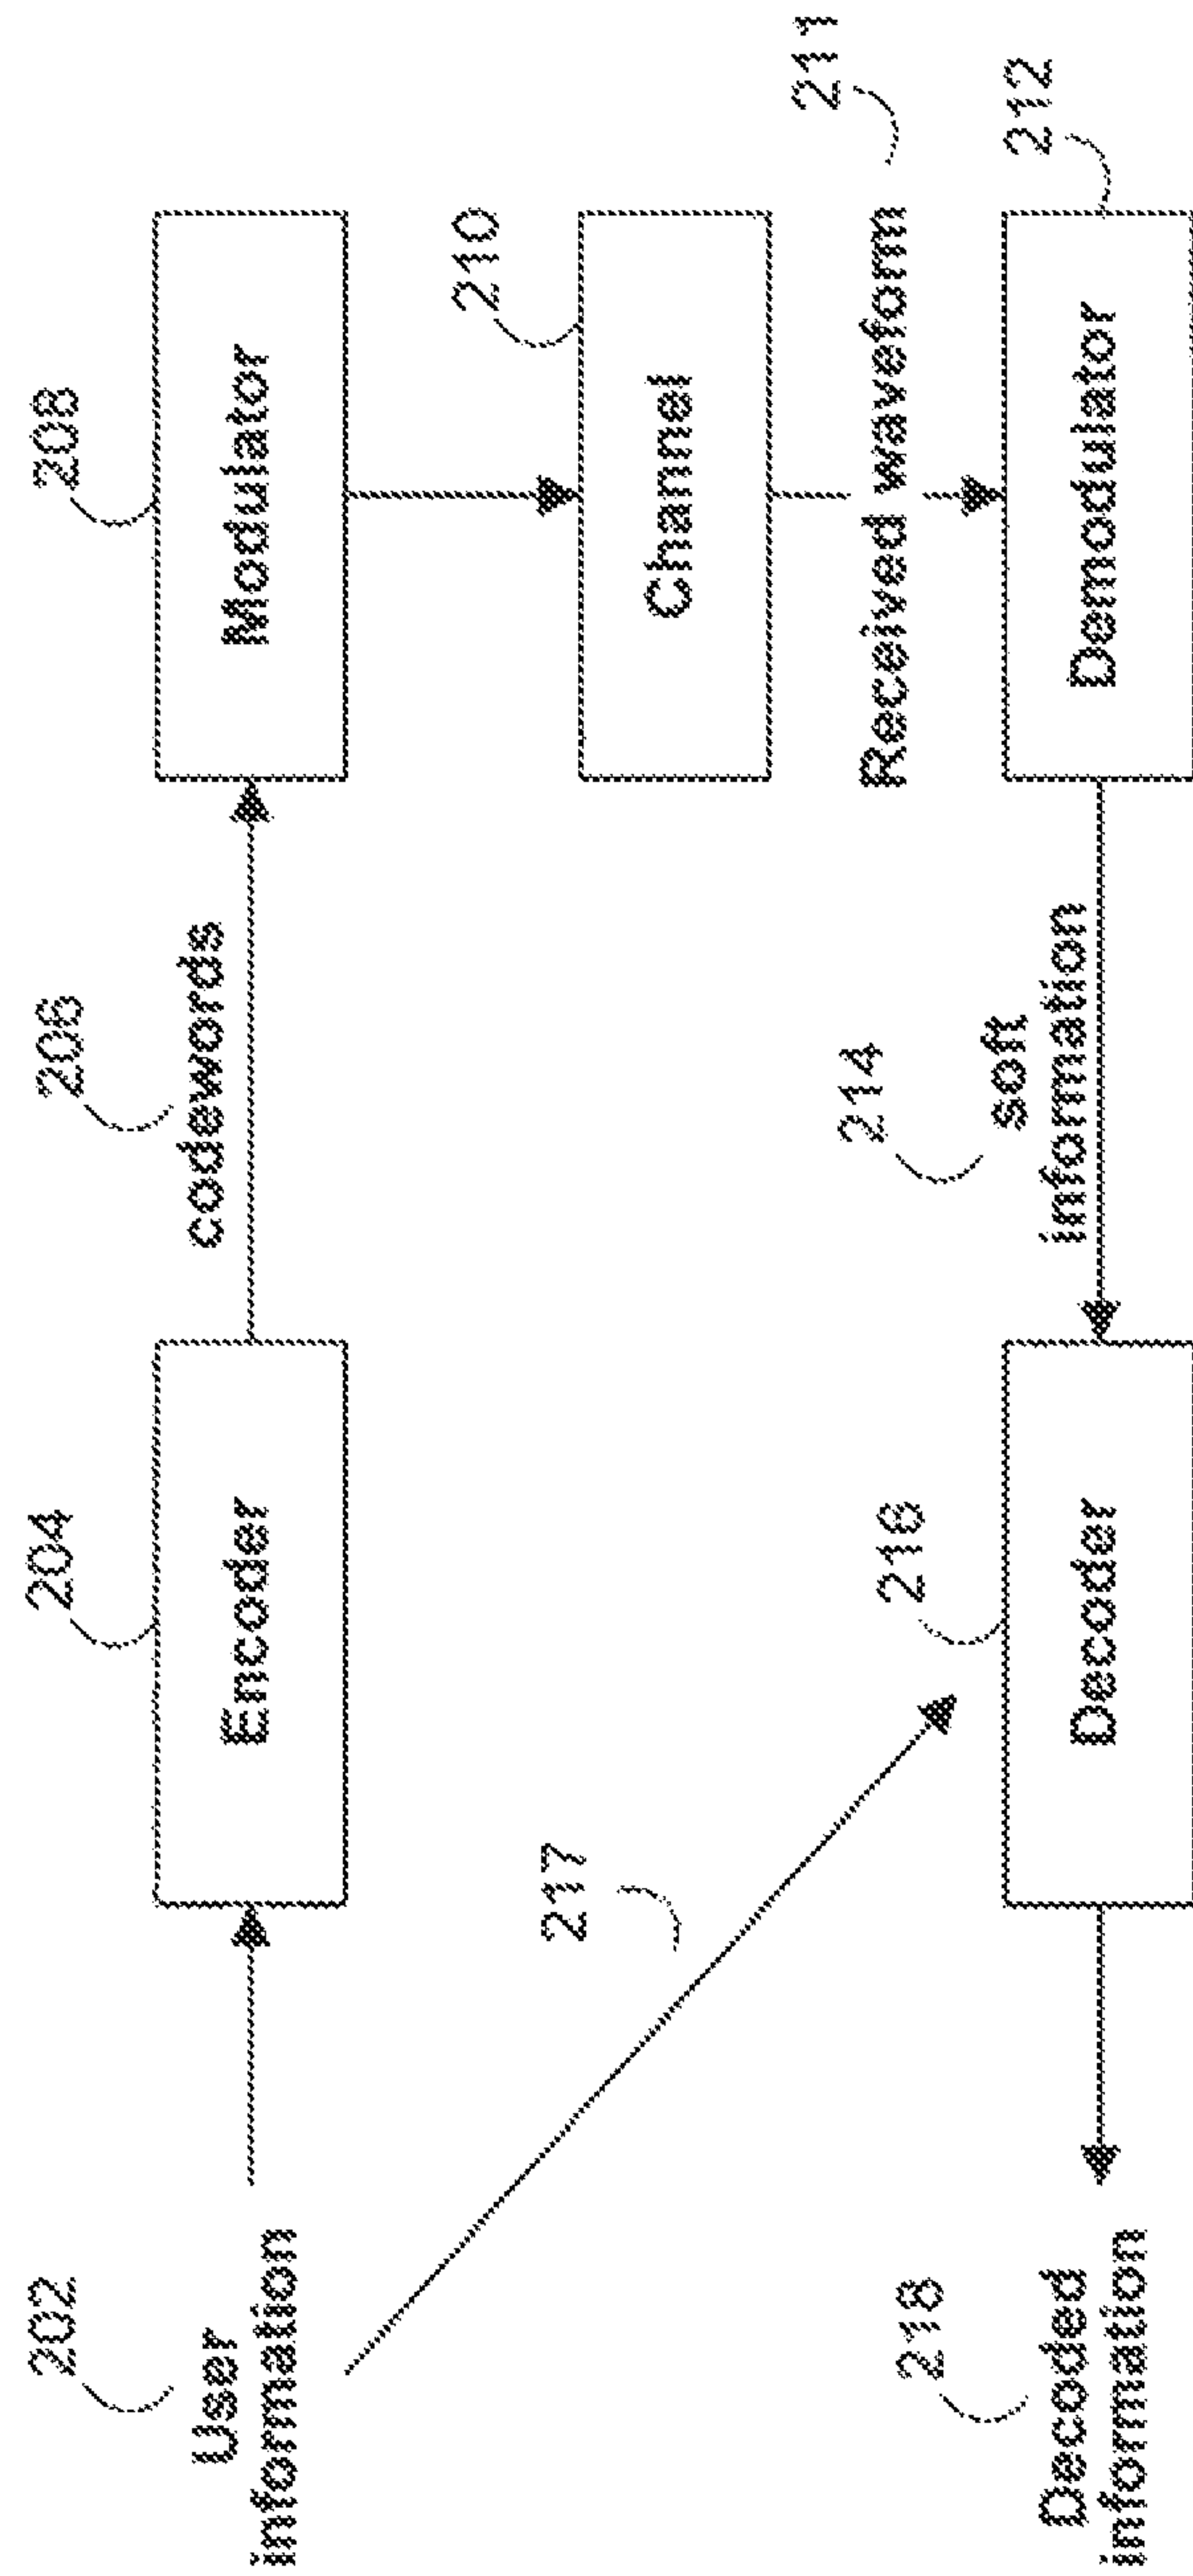 202
User
information
204
Encoder
206
codewords
208
Modulator
210
Channel
Received waveform
211
217
218
Decoded
information
216
Decoder
214
soft
information
212
Demodulator